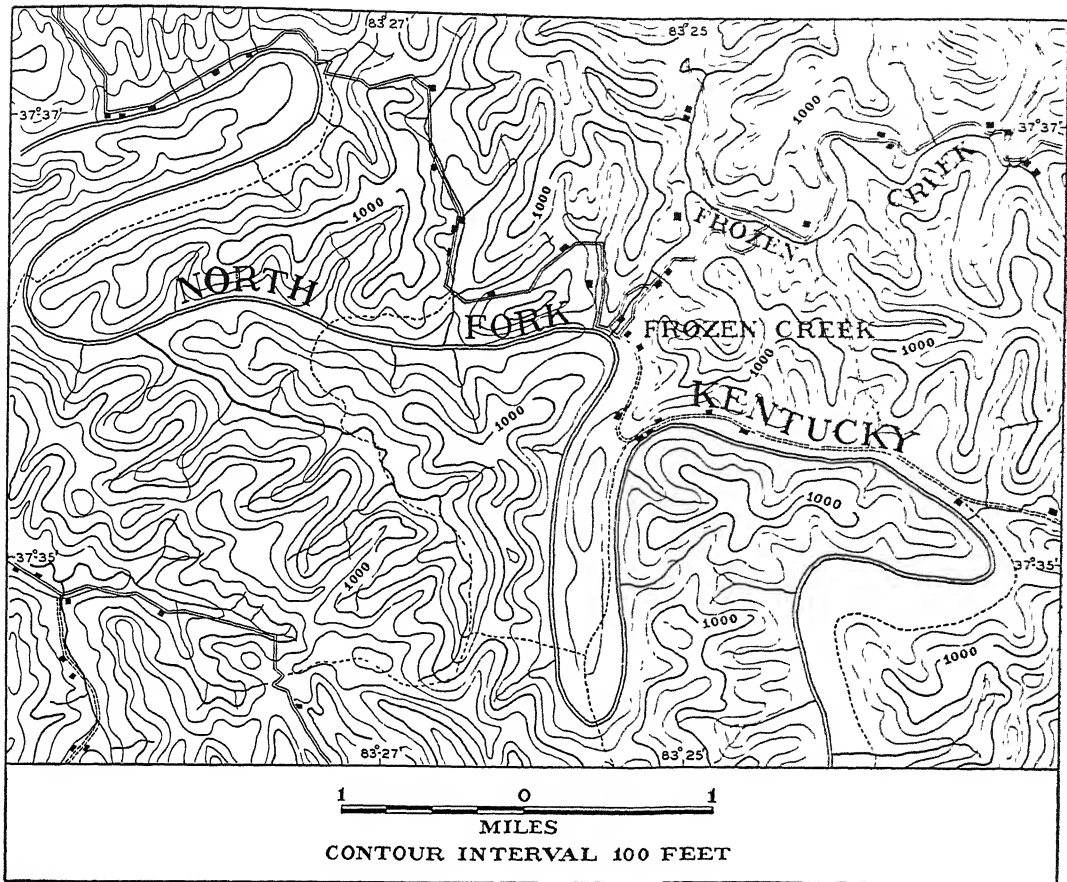 83° 27'
83° 25
37° 37'
37° 37'
1000
1000
1000
CREEK
FROZEN
NORTH
FORK
FROZEN CREEK
1000
1000
1000
KENTUCKY
1000
37° 35'
37° 35'
1000
1000
1000
83° 27'
83° 25'
1 0 1
MILES
CONTOUR INTERVAL 100 FEET